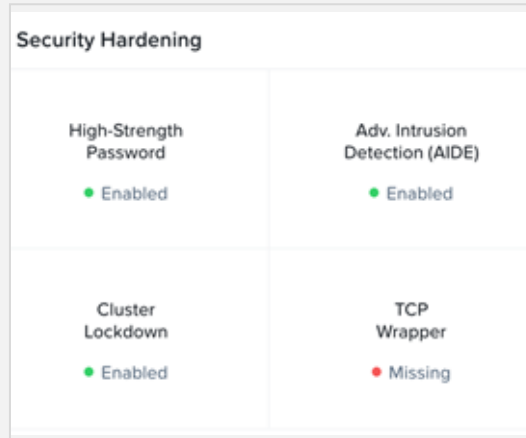 Security Hardening
High-Strength
Password
Enabled
Adv. Intrusion
Detection (AIDE)
Enabled
Cluster
Lockdown
Enabled
TCP
Wrapper
Missing